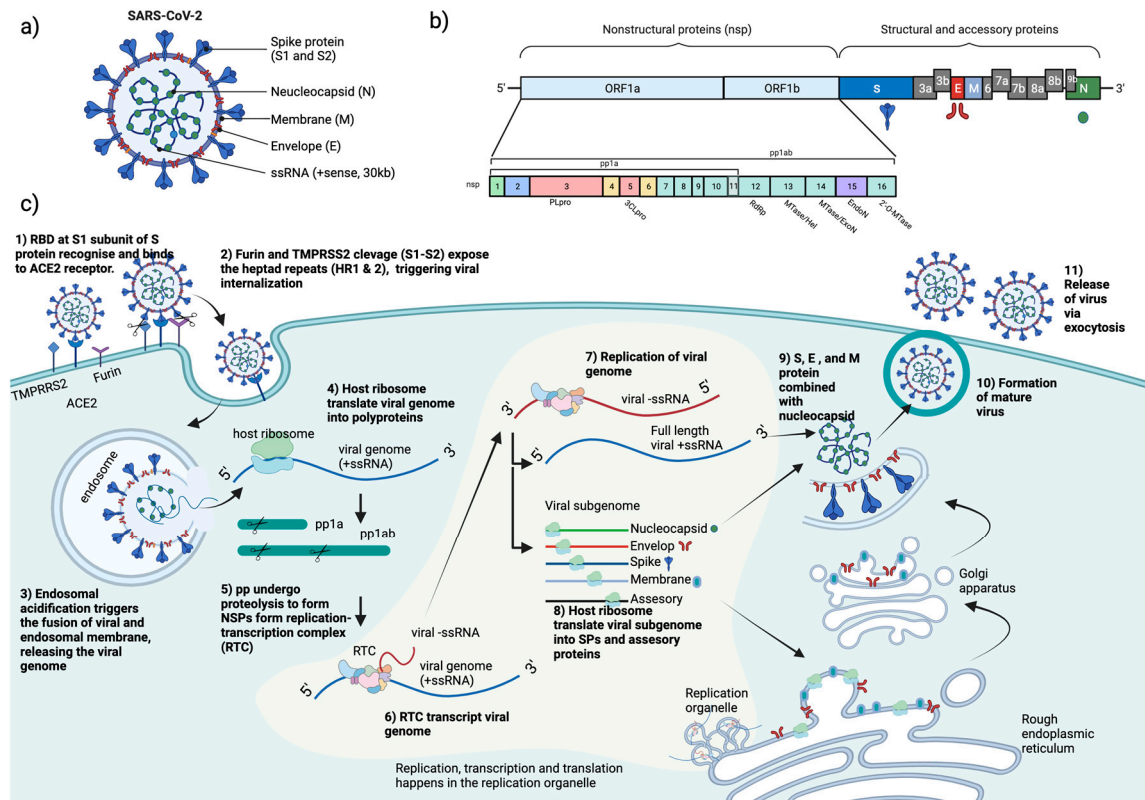 SARS-CoV-2
a)
Spike protein
(S1 and S2)
Neucleocapsid (N)
Membrane (M)
Envelope (E)
ssRNA (+sense, 30kb)
b)
Nonstructural proteins (nsp)
Structural and accessory proteins
5'
ORF1a
ORF1b
S
3a
3b
E
M
6
7a
7b
8a
8b
9b
N
3'
pp1a
pp1ab
nsp
1
2
3
4
5
6
7
8
9
10
11
12
13
14
15
16
PLpro
3CLpro
RdRp
MTase/Hel
MTase/ExoN
EndoN
2'-O-MTase
c)
1) RBD at S1 subunit of S
protein recognise and binds
to ACE2 receptor.
2) Furin and TMPRSS2 clevage (S1-S2) expose
the heptad repeats (HR1 & 2), triggering viral
internalization
TMPRRS2
ACE2
Furin
endosome
3) Endosomal
acidification triggers
the fusion of viral and
endosomal membrane,
releasing the viral
genome
4) Host ribosome
translate viral genome
into polyproteins
host ribosome
5'
viral genome
(+ssRNA)
3'
pp1a
pp1ab
5) pp undergo
proteolysis to form
NSPs form replication-
transcription complex
(RTC)
RTC
viral -ssRNA
viral genome
(+ssRNA)
5'
3'
6) RTC transcript viral
genome
7) Replication of viral
genome
3'
viral -ssRNA
5'
Full length
viral +ssRNA
5'
3'
Viral subgenome
Nucleocapsid
Envelop
Spike
Membrane
Assesory
8) Host ribosome
translate viral subgenome
into SPs and assesory
proteins
Replication
organelle
Replication, transcription and translation
happens in the replication organelle
9) S, E , and M
protein
combined
with
nucleocapsid
10) Formation
of mature
virus
11)
Release
of virus
via
exocytosis
Golgi
apparatus
Rough
endoplasmic
reticulum